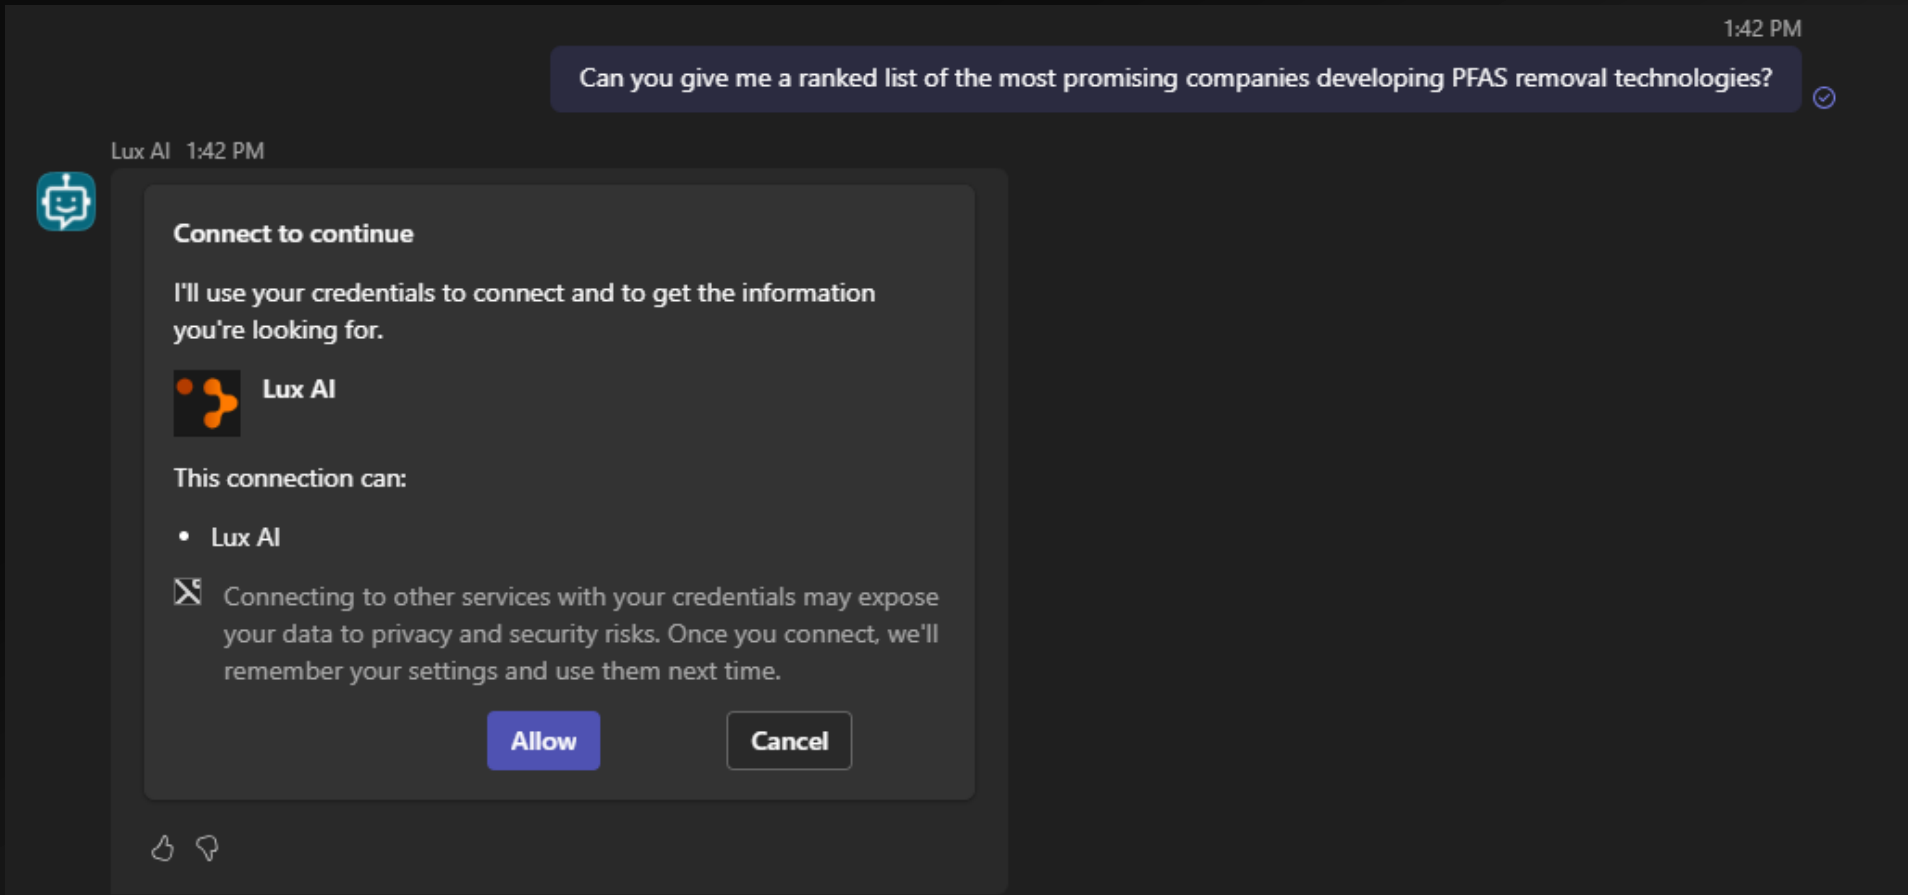 1:42 PM
Can you give me a ranked list of the most promising companies developing PFAS removal technologies?
Lux AI 1:42 PM
Connect to continue
I'll use your credentials to connect and to get the information
you're looking for.
Lux AI
This connection can:
• Lux AI
Connecting to other services with your credentials may expose
your data to privacy and security risks. Once you connect, we'll
remember your settings and use them next time.
Allow
Cancel